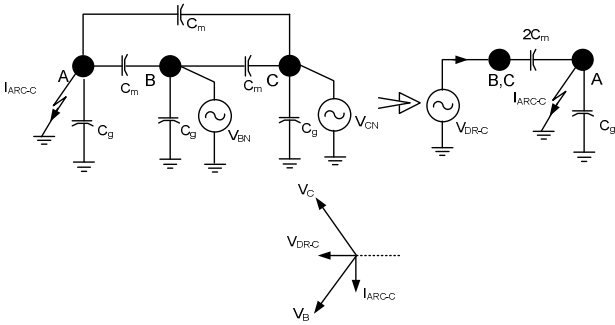 Cm
IARC-C
A
Cm
B
Cm
C
Cg
Cg
VBN
Cg
VCN
2Cm
B,C
A
IARC-C
VDR-C
Cg
VC
VDR-C
IARC-C
VB